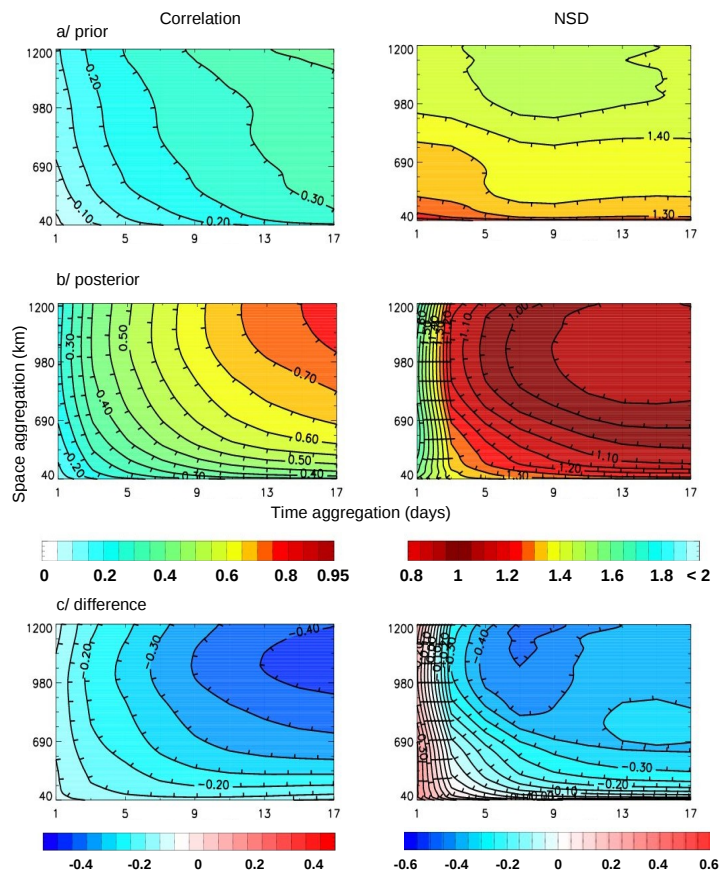 Correlation NSD
a/ prior
1200 980 690 40
0.10 0.20 0.20 0.30
1 5 9 13 17
1200 980 690 40
1.40 1.30
1 5 9 13 17
b/ posterior
Space aggregation (km)
1200 980 690 40
0.20 0.30 0.40 0.50 0.70 0.60 0.50 0.40
1 5 9 13 17
1200 980 690 40
1.10 1.00 1.10 1.20 1.30
1 5 9 13 17
Time aggregation (days)
0 0.2 0.4 0.6 0.8 0.95
0.8 1 1.2 1.4 1.6 1.8 < 2
c/ difference
1200 980 690 40
-0.20 -0.30 -0.40 -0.20
1 5 9 13 17
1200 980 690 40
-0.40 -0.30 -0.20 -0.10
1 5 9 13 17
-0.4 -0.2 0 0.2 0.4
-0.6 -0.4 -0.2 0 0.2 0.4 0.6